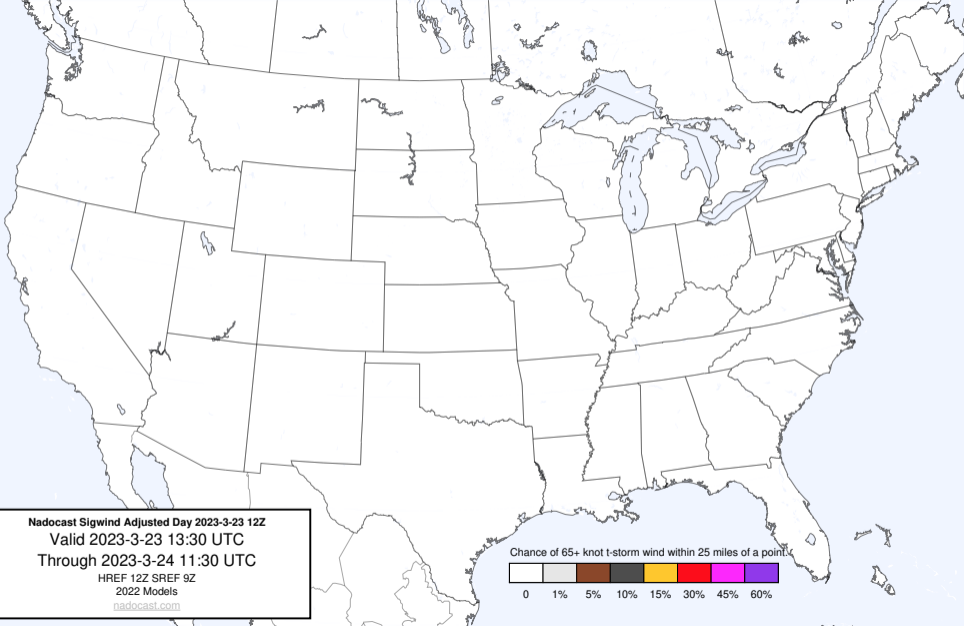 Nadocast Sigwind Adjusted Day 2023-3-23 12Z
Valid 2023-3-23 13:30 UTC
Through 2023-3-24 11:30 UTC
HREF 12Z SREF 9Z
2022 Models
nadocast.com
Chance of 65+ knot t-storm wind within 25 miles of a point.
0 1% 5% 10% 15% 30% 45% 60%